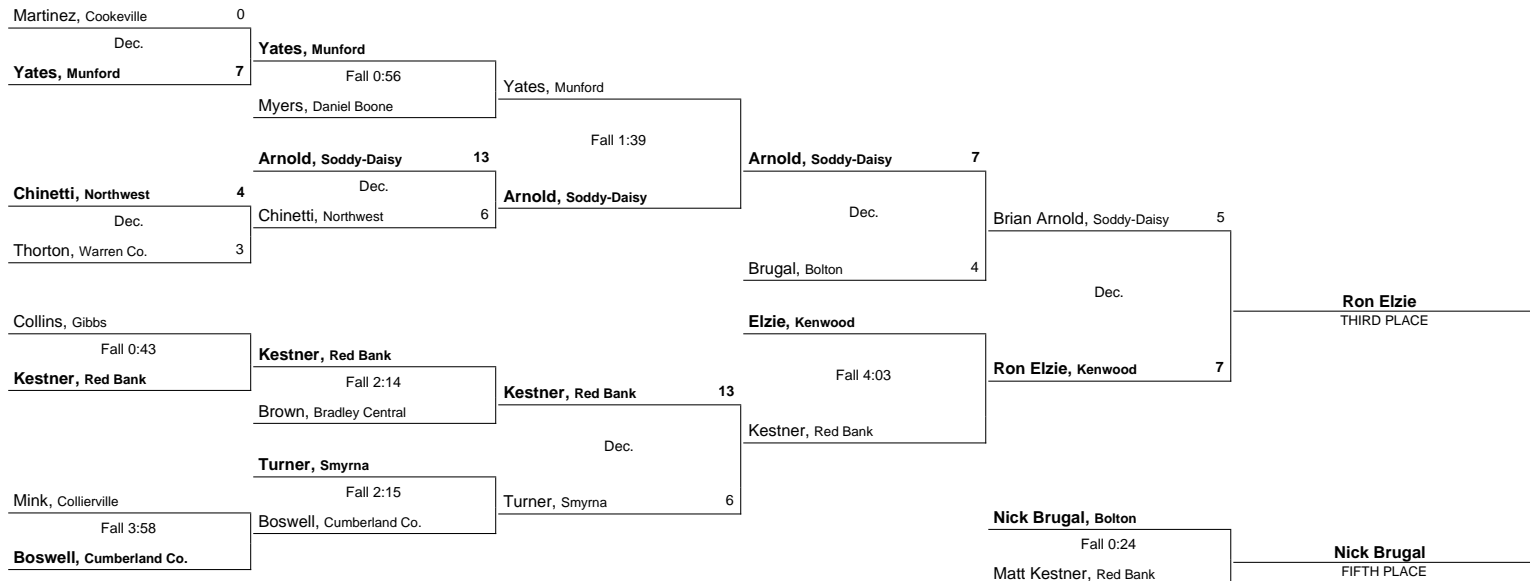 Martinez, Cookeville 0
Dec.
Yates, Munford 7
Chinetti, Northwest 4
Dec.
Thorton, Warren Co. 3
Collins, Gibbs
Fall 0:43
Kestner, Red Bank
Mink, Collierville
Fall 3:58
Boswell, Cumberland Co.
Yates, Munford
Fall 0:56
Myers, Daniel Boone
Arnold, Soddy-Daisy 13
Dec.
Chinetti, Northwest 6
Kestner, Red Bank
Fall 2:14
Brown, Bradley Central
Turner, Smyrna
Fall 2:15
Boswell, Cumberland Co.
Yates, Munford
Fall 1:39
Arnold, Soddy-Daisy
Kestner, Red Bank 13
Dec.
Turner, Smyrna 6
Arnold, Soddy-Daisy 7
Dec.
Brugal, Bolton 4
Elzie, Kenwood
Fall 4:03
Kestner, Red Bank
Brian Arnold, Soddy-Daisy 5
Dec.
Ron Elzie, Kenwood 7
Ron Elzie
THIRD PLACE
Nick Brugal, Bolton
Fall 0:24
Matt Kestner, Red Bank
Nick Brugal
FIFTH PLACE